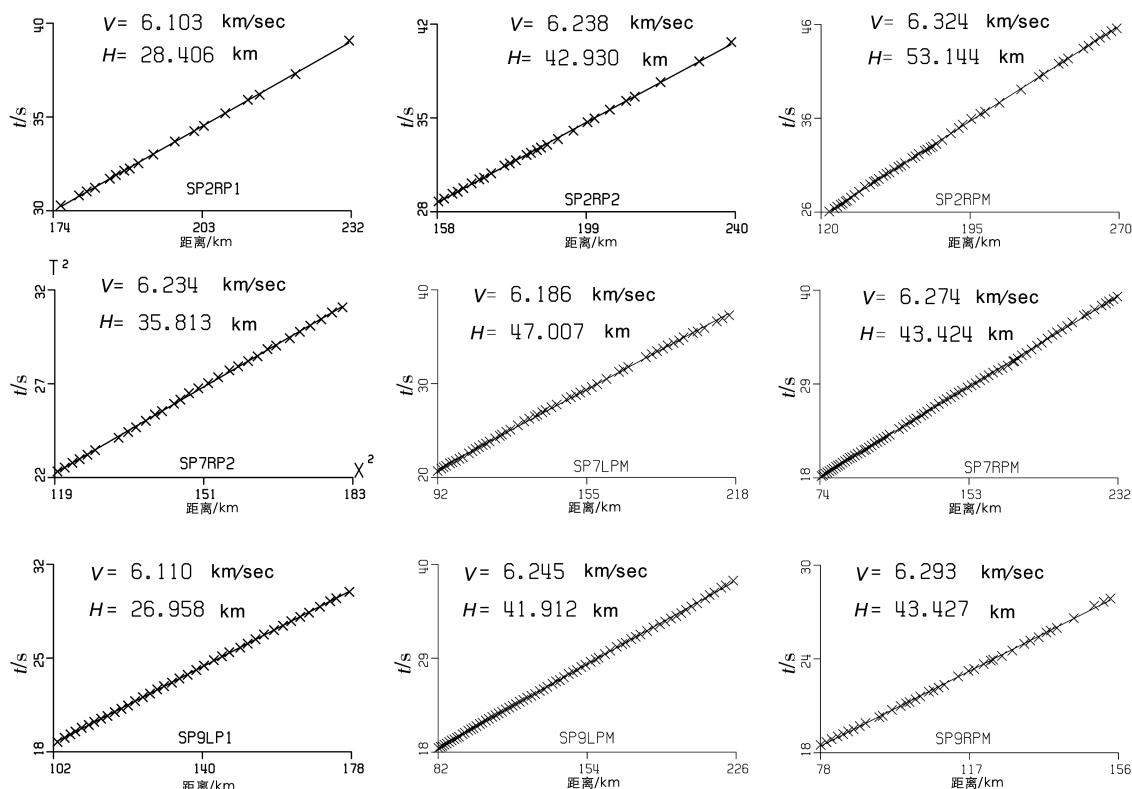 V= 6.103 km/sec
H= 28.406 km
t/s
40
35
30
SP2RP1
174 203 232
距离/km
V= 6.238 km/sec
H= 42.930 km
t/s
42
35
28
SP2RP2
158 199 240
距离/km
V= 6.324 km/sec
H= 53.144 km
t/s
46
36
26
SP2RPM
120 195 270
距离/km
T²
V= 6.234 km/sec
H= 35.813 km
t/s
32
27
22
SP7RP2
X²
119 151 183
距离/km
V= 6.186 km/sec
H= 47.007 km
t/s
40
30
20
SP7LPM
92 155 218
距离/km
V= 6.274 km/sec
H= 43.424 km
t/s
40
29
18
SP7RPM
74 153 232
距离/km
V= 6.110 km/sec
H= 26.958 km
t/s
32
25
18
SP9LP1
102 140 178
距离/km
V= 6.245 km/sec
H= 41.912 km
t/s
40
29
18
SP9LPM
82 154 226
距离/km
V= 6.293 km/sec
H= 43.427 km
t/s
30
24
18
SP9RPM
78 117 156
距离/km